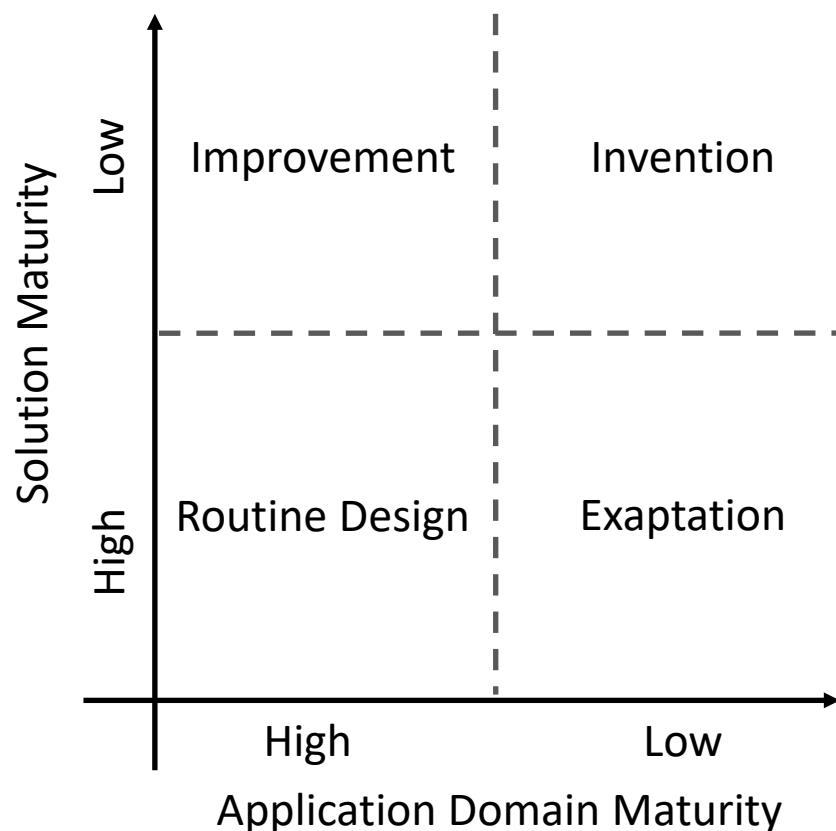 Solution Maturity
Low
High
Improvement
Invention
Routine Design
Exaptation
High
Low
Application Domain Maturity